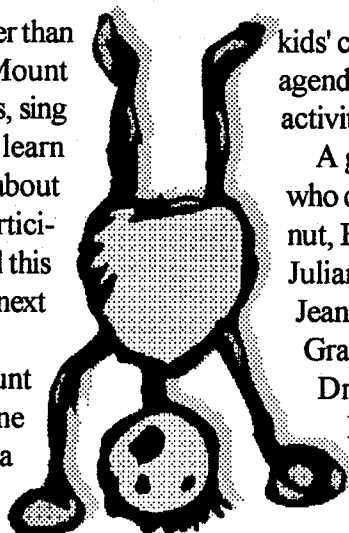 er than
Mount
s, sing
learn
about
rtici-
d this
next
unt
ne
a
kids' c
agend
activit
A g
who
nut,
Julian
Jean
Gra
Dr